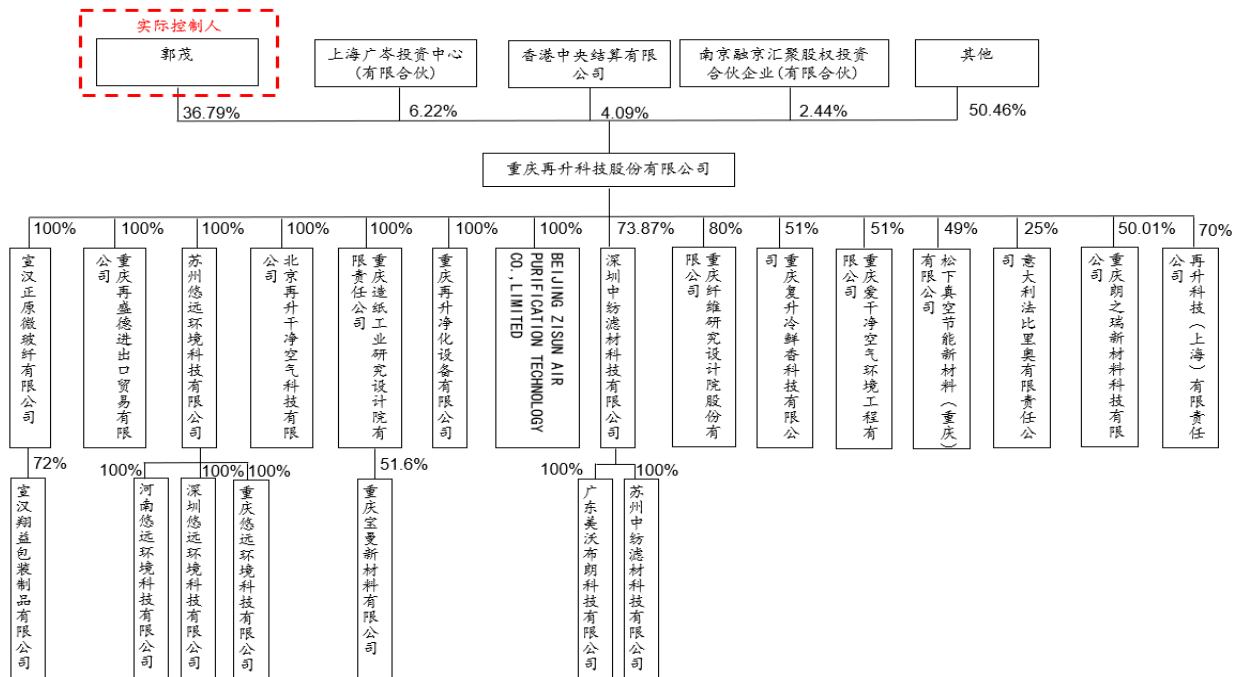 实际控制人
郭茂
上海广岑投资中心
(有限合伙)
香港中央结算有限
公司
南京融京汇聚股权投资
合伙企业(有限合伙)
其他
36.79%
6.22%
4.09%
2.44%
50.46%
重庆再升科技股份有限公司
100%
100%
100%
100%
100%
100%
100%
73.87%
80%
51%
51%
49%
25%
50.01%
70%
宣汉正原微玻纤有限公司
重庆再盛德进出口贸易有限
公司
苏州悠远环境科技有限公司
北京再升干净空气科技有限
公司
重庆造纸工业研究设计院有
限责任公司
重庆再升净化设备有限公司
BEIJING ZISUN AIR
PURIFICATION TECHNOLOGY
CO.,LIMITED
深圳中纺滤材科技有限公司
重庆纤维研究设计院股份有
限公司
重庆复升冷鲜香科技有限公
司
重庆爱干净空气环境工程有
限公司
松下真空节能新材料（重庆）
有限公司
意大利法比里奥有限责任公
司
重庆朗之瑞新材料科技有限
公司
再升科技（上海）有限责任
公司
72%
100%
100%
100%
51.6%
100%
100%
宣汉翔益包装制品有限公司
河南悠远环境科技有限公司
深圳悠远环境科技有限公司
重庆悠远环境科技有限公司
重庆宝曼新材料有限公司
广东美沃布朗科技有限公司
苏州中纺滤材科技有限公司